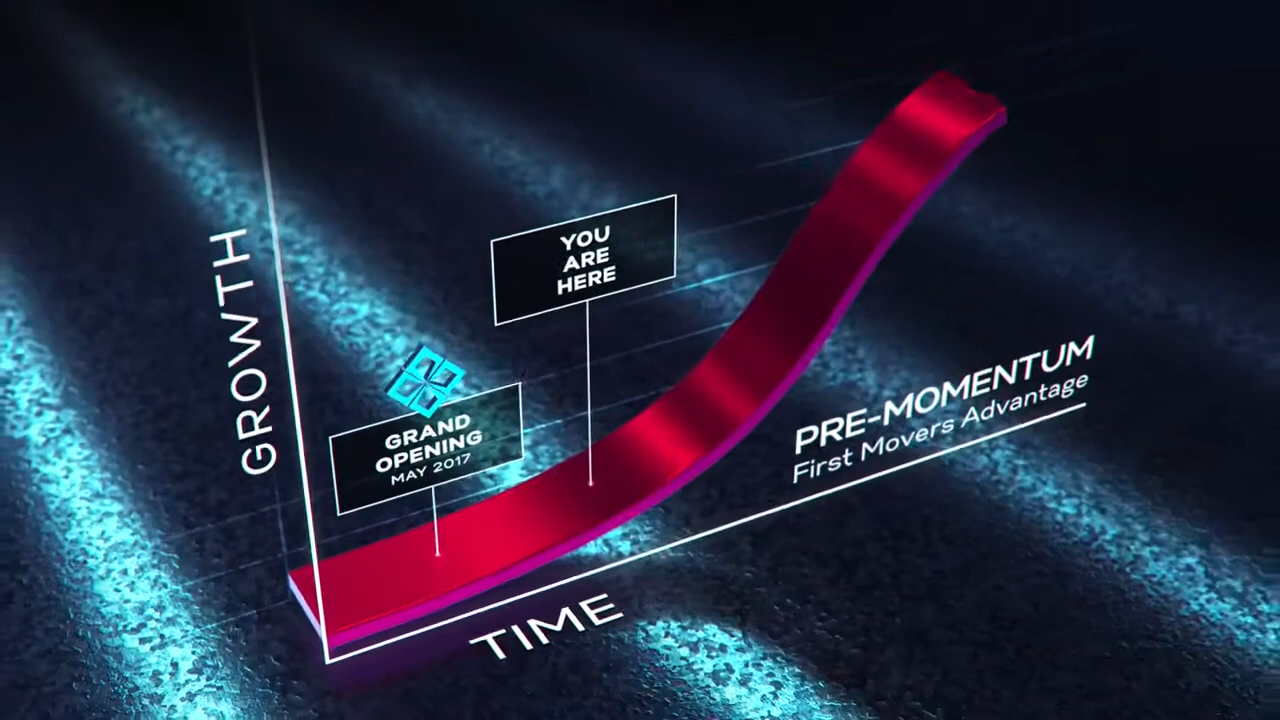 GROWTH
YOU
ARE
HERE
GRAND
OPENING
MAY 2017
PRE-MOMENTUM
First Movers Advantage
TIME